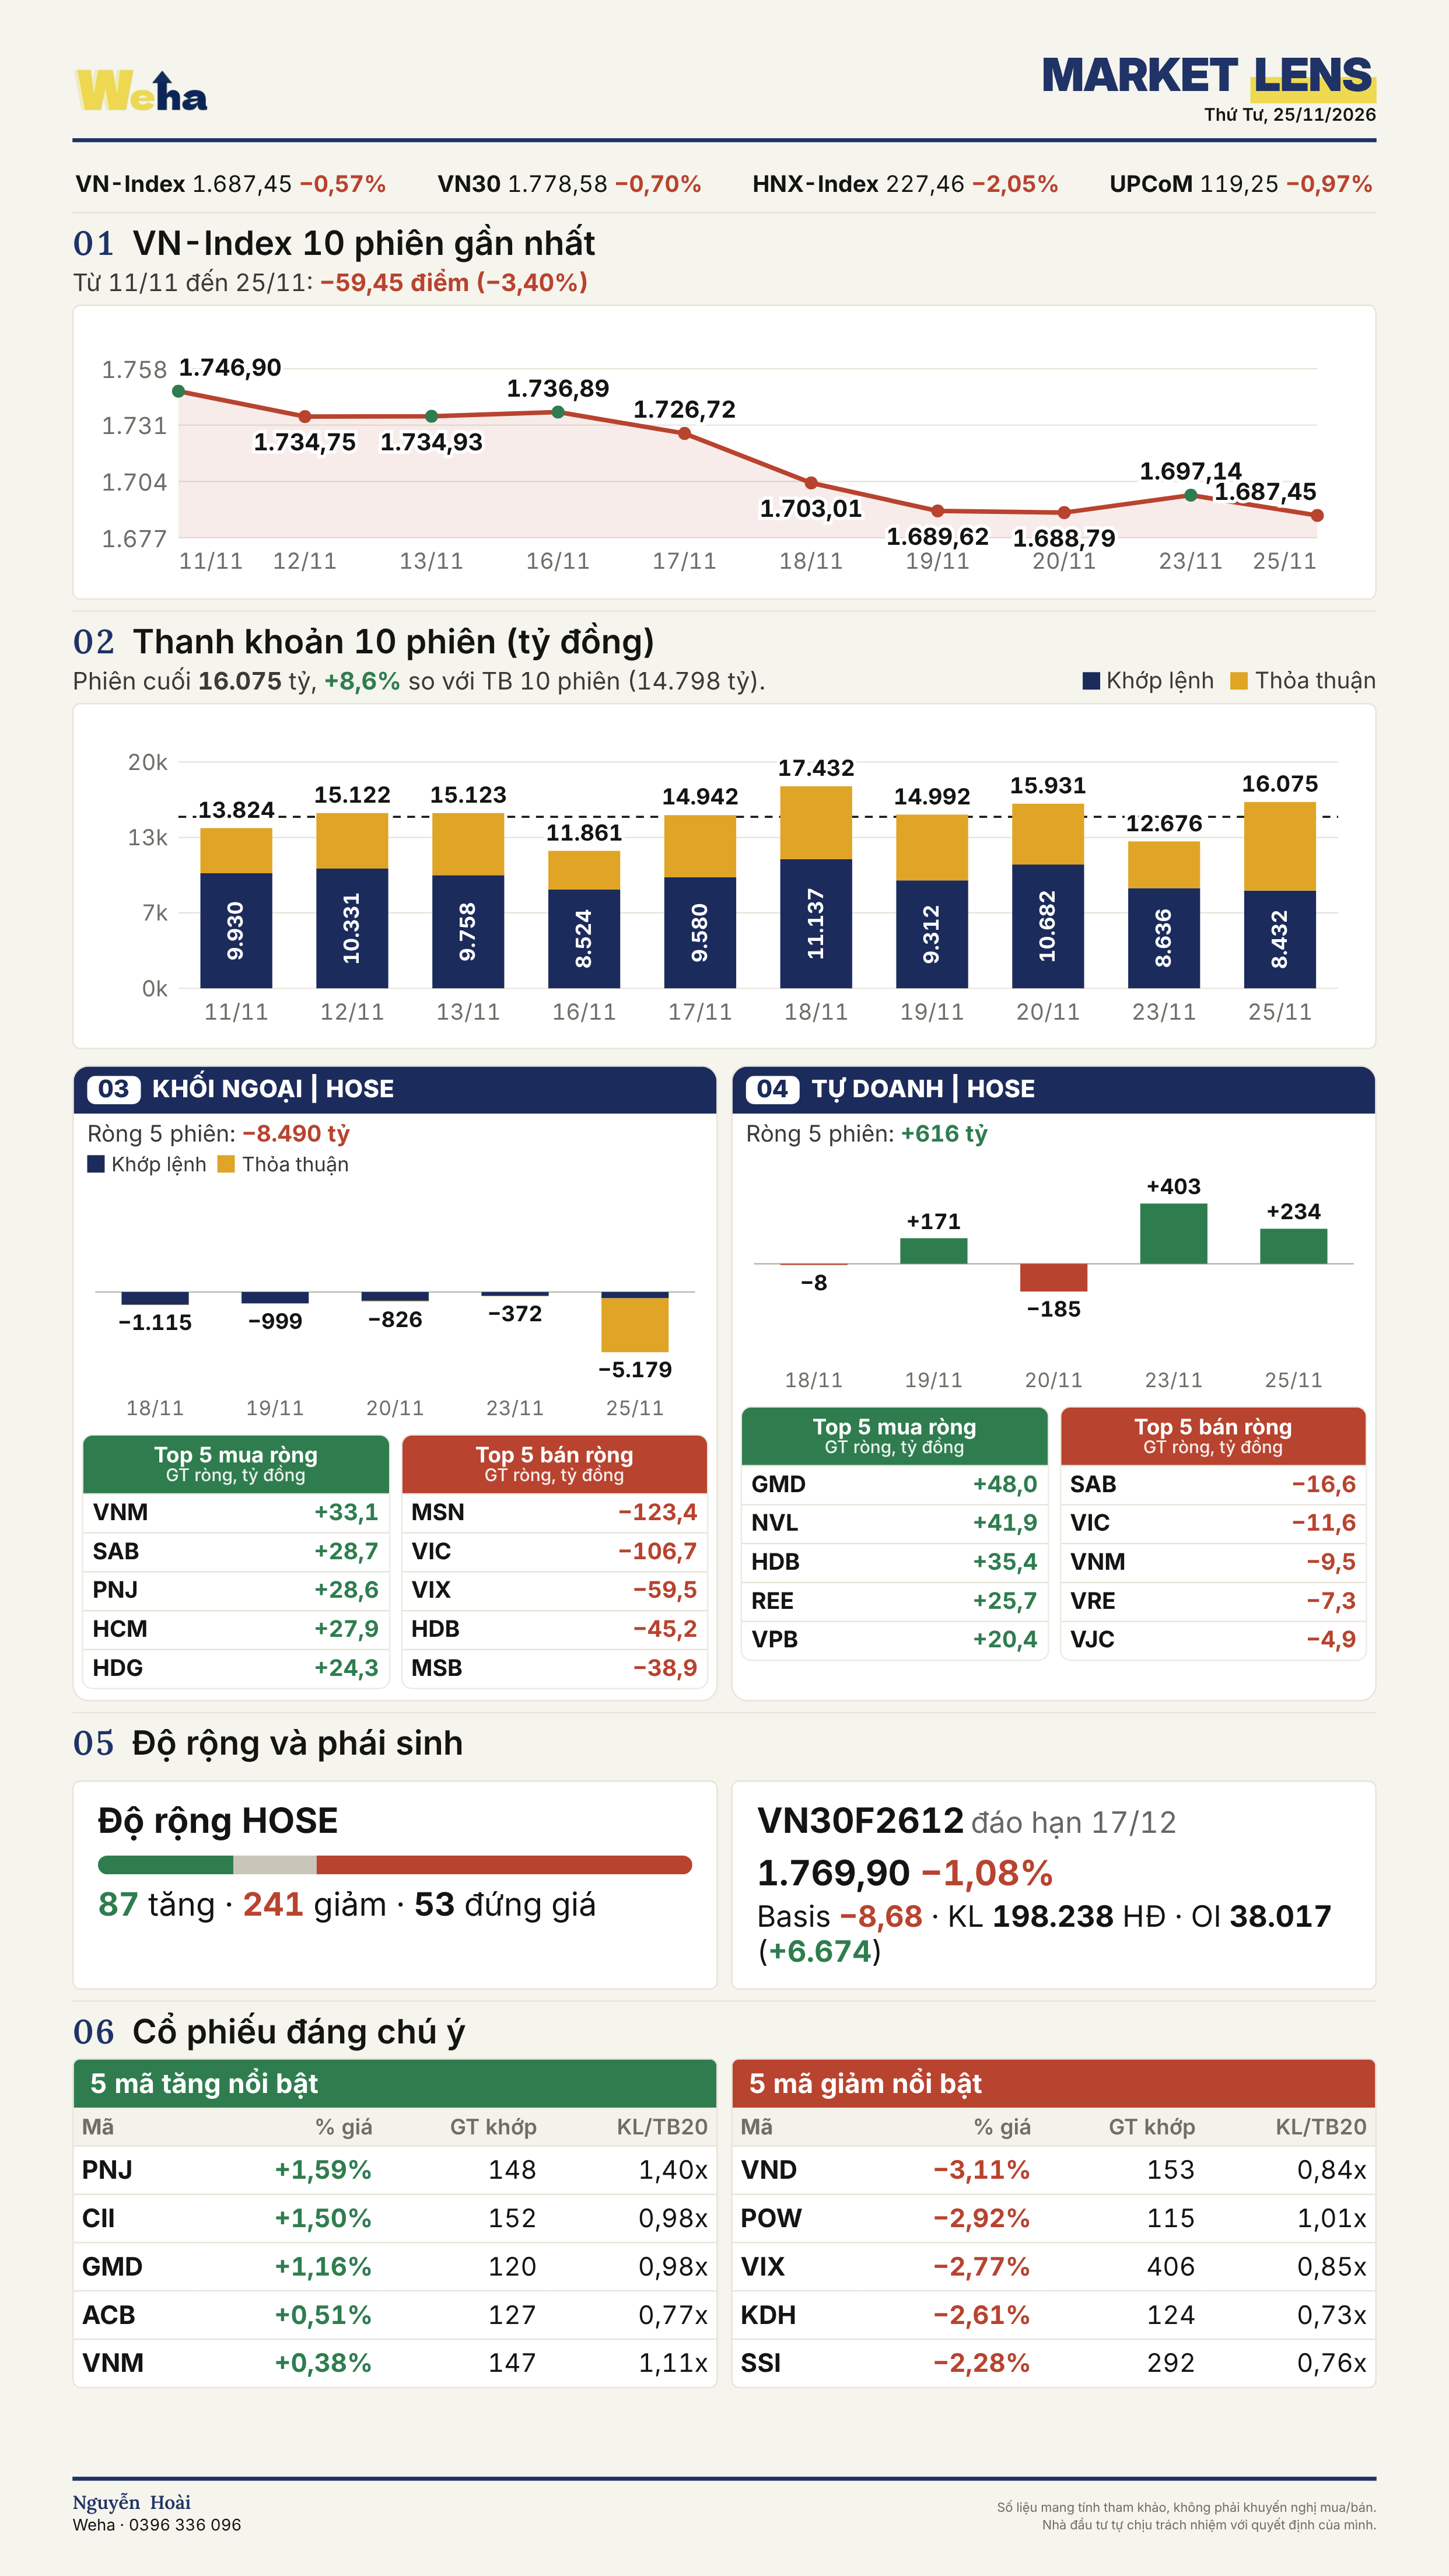 Weha
MARKET LENS
Thứ Tư, 25/11/2026
VN-Index 1.687,45 −0,57% VN30 1.778,58 −0,70% HNX-Index 227,46 −2,05% UPCoM 119,25 −0,97%
01 VN-Index 10 phiên gần nhất
Từ 11/11 đến 25/11: −59,45 điểm (−3,40%)
1.758
1.731
1.704
1.677
1.746,90
1.734,75
1.734,93
1.736,89
1.726,72
1.703,01
1.689,62
1.688,79
1.697,14
1.687,45
11/11 12/11 13/11 16/11 17/11 18/11 19/11 20/11 23/11 25/11
02 Thanh khoản 10 phiên (tỷ đồng)
Phiên cuối 16.075 tỷ, +8,6% so với TB 10 phiên (14.798 tỷ).
Khớp lệnh Thỏa thuận
20k
13k
7k
0k
13.824 15.122 15.123 11.861 14.942 17.432 14.992 15.931 12.676 16.075
9.930 10.331 9.758 8.524 9.580 11.137 9.312 10.682 8.636 8.432
11/11 12/11 13/11 16/11 17/11 18/11 19/11 20/11 23/11 25/11
03 KHỐI NGOẠI | HOSE
Ròng 5 phiên: −8.490 tỷ
Khớp lệnh Thỏa thuận
−1.115 −999 −826 −372 −5.179
18/11 19/11 20/11 23/11 25/11
Top 5 mua ròng
GT ròng, tỷ đồng
VNM +33,1
SAB +28,7
PNJ +28,6
HCM +27,9
HDG +24,3
Top 5 bán ròng
GT ròng, tỷ đồng
MSN −123,4
VIC −106,7
VIX −59,5
HDB −45,2
MSB −38,9
04 TỰ DOANH | HOSE
Ròng 5 phiên: +616 tỷ
−8 +171 −185 +403 +234
18/11 19/11 20/11 23/11 25/11
Top 5 mua ròng
GT ròng, tỷ đồng
GMD +48,0
NVL +41,9
HDB +35,4
REE +25,7
VPB +20,4
Top 5 bán ròng
GT ròng, tỷ đồng
SAB −16,6
VIC −11,6
VNM −9,5
VRE −7,3
VJC −4,9
05 Độ rộng và phái sinh
Độ rộng HOSE
87 tăng · 241 giảm · 53 đứng giá
VN30F2612 đáo hạn 17/12
1.769,90 −1,08%
Basis −8,68 · KL 198.238 HĐ · OI 38.017
(+6.674)
06 Cổ phiếu đáng chú ý
5 mã tăng nổi bật
Mã % giá GT khớp KL/TB20
PNJ +1,59% 148 1,40x
CII +1,50% 152 0,98x
GMD +1,16% 120 0,98x
ACB +0,51% 127 0,77x
VNM +0,38% 147 1,11x
5 mã giảm nổi bật
Mã % giá GT khớp KL/TB20
VND −3,11% 153 0,84x
POW −2,92% 115 1,01x
VIX −2,77% 406 0,85x
KDH −2,61% 124 0,73x
SSI −2,28% 292 0,76x
Nguyễn Hoài
Weha · 0396 336 096
Số liệu mang tính tham khảo, không phải khuyến nghị mua/bán.
Nhà đầu tư tự chịu trách nhiệm với quyết định của mình.